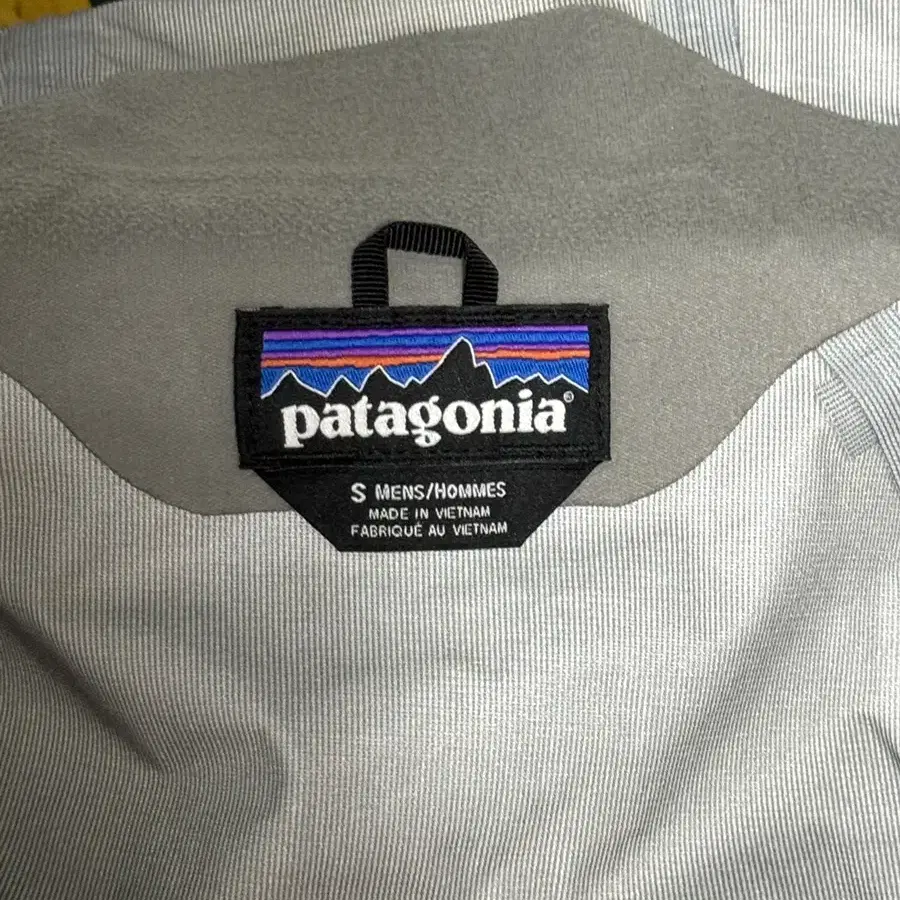 patagonia®
S MENS/HOMMES
MADE IN VIETNAM
FABRIQUÉ AU VIETNAM